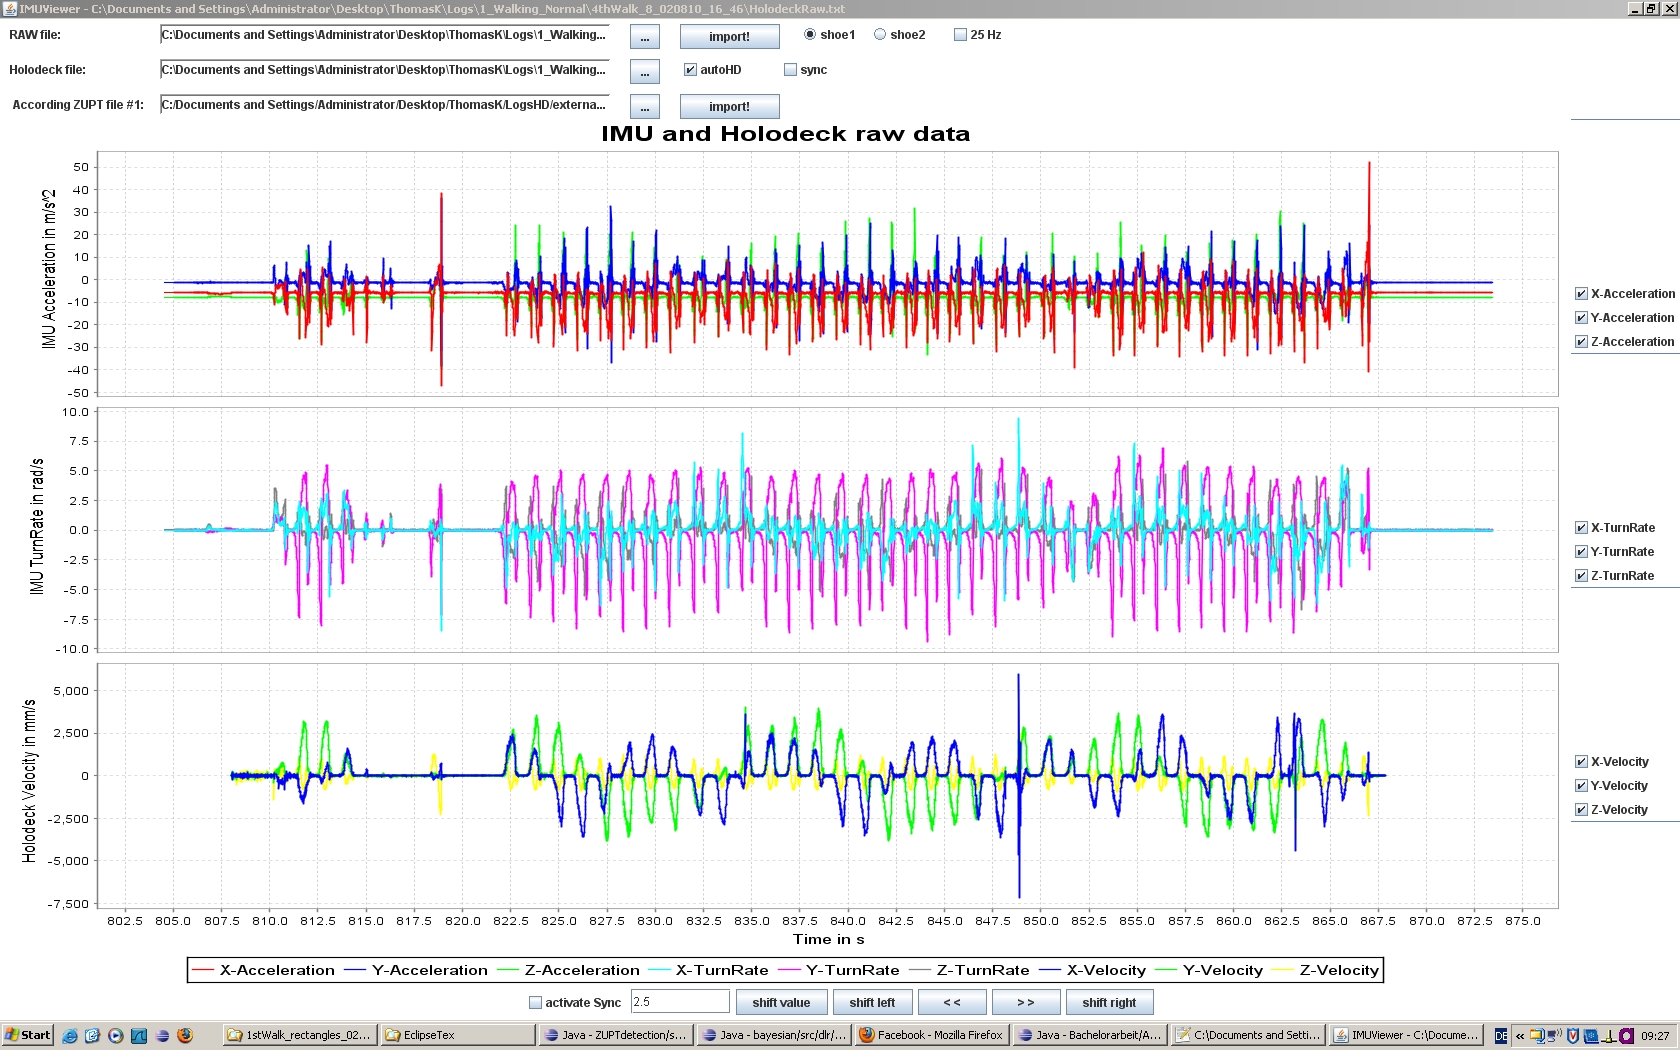 IMUViewer - C:\Documents and Settings\Administrator\Desktop\ThomasK\Logs\1_Walking_Normal\4thWalk_8_020810_16_46\HolodeckRaw.txt
RAW file: C:\Documents and Settings\Administrator\Desktop\ThomasK\Logs\1_Walking... ... import! shoe1 shoe2 25 Hz
Holodeck file: C:\Documents and Settings\Administrator\Desktop\ThomasK\Logs\1_Walking... ... autoHD sync
According ZUPT file #1: C:/Documents and Settings/Administrator/Desktop/ThomasK/LogsHD/externa... ... import!
IMU and Holodeck raw data
IMU Acceleration in m/s^2
50
40
30
20
10
0
-10
-20
-30
-40
-50
X-Acceleration
Y-Acceleration
Z-Acceleration
IMU TurnRate in rad/s
10.0
7.5
5.0
2.5
0.0
-2.5
-5.0
-7.5
-10.0
X-TurnRate
Y-TurnRate
Z-TurnRate
Holodeck Velocity in mm/s
5,000
2,500
0
-2,500
-5,000
-7,500
X-Velocity
Y-Velocity
Z-Velocity
802.5 805.0 807.5 810.0 812.5 815.0 817.5 820.0 822.5 825.0 827.5 830.0 832.5 835.0 837.5 840.0 842.5 845.0 847.5 850.0 852.5 855.0 857.5 860.0 862.5 865.0 867.5 870.0 872.5 875.0
Time in s
X-Acceleration Y-Acceleration Z-Acceleration X-TurnRate Y-TurnRate Z-TurnRate X-Velocity Y-Velocity Z-Velocity
activate Sync 2.5 shift value shift left < < > > shift right
Start 1stWalk_rectangles_02... EclipseTex Java - ZUPTdetection/s... Java - bayesian/src/dlr/... Facebook - Mozilla Firefox Java - Bachelorarbeit/A... C:\Documents and Setti... IMUViewer - C:\Docume... DE « 09:27